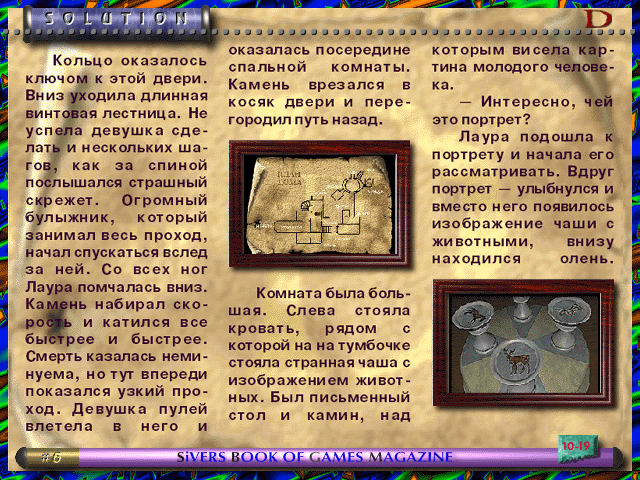 SOLUTION
D
Кольцо оказалось
ключом к этой двери.
Вниз уходила длинная
винтовая лестница. Не
успела девушка сде-
лать и нескольких ша-
гов, как за спиной
послышался страшный
скрежет. Огромный
булыжник, который
занимал весь проход,
начал спускаться вслед
за ней. Со всех ног
Лаура помчалась вниз.
Камень набирал ско-
рость и катился все
быстрее и быстрее.
Смерть казалась неми-
нуема, но тут впереди
показался узкий про-
ход. Девушка пулей
влетела в него и
оказалась посередине
спальной комнаты.
Камень врезался в
косяк двери и пере-
городил путь назад.
ПЛАН
ДОМА
Комната была боль-
шая. Слева стояла
кровать, рядом с
которой на на тумбочке
стояла странная чаша с
изображением живот-
ных. Был письменный
стол и камин, над
которым висела кар-
тина молодого челове-
ка.
— Интересно, чей
это портрет?
Лаура подошла к
портрету и начала его
рассматривать. Вдруг
портрет — улыбнулся и
вместо него появилось
изображение чаши с
животными, внизу
находился олень.
#6
SiVERS BOOK OF GAMES MAGAZINE
10-19